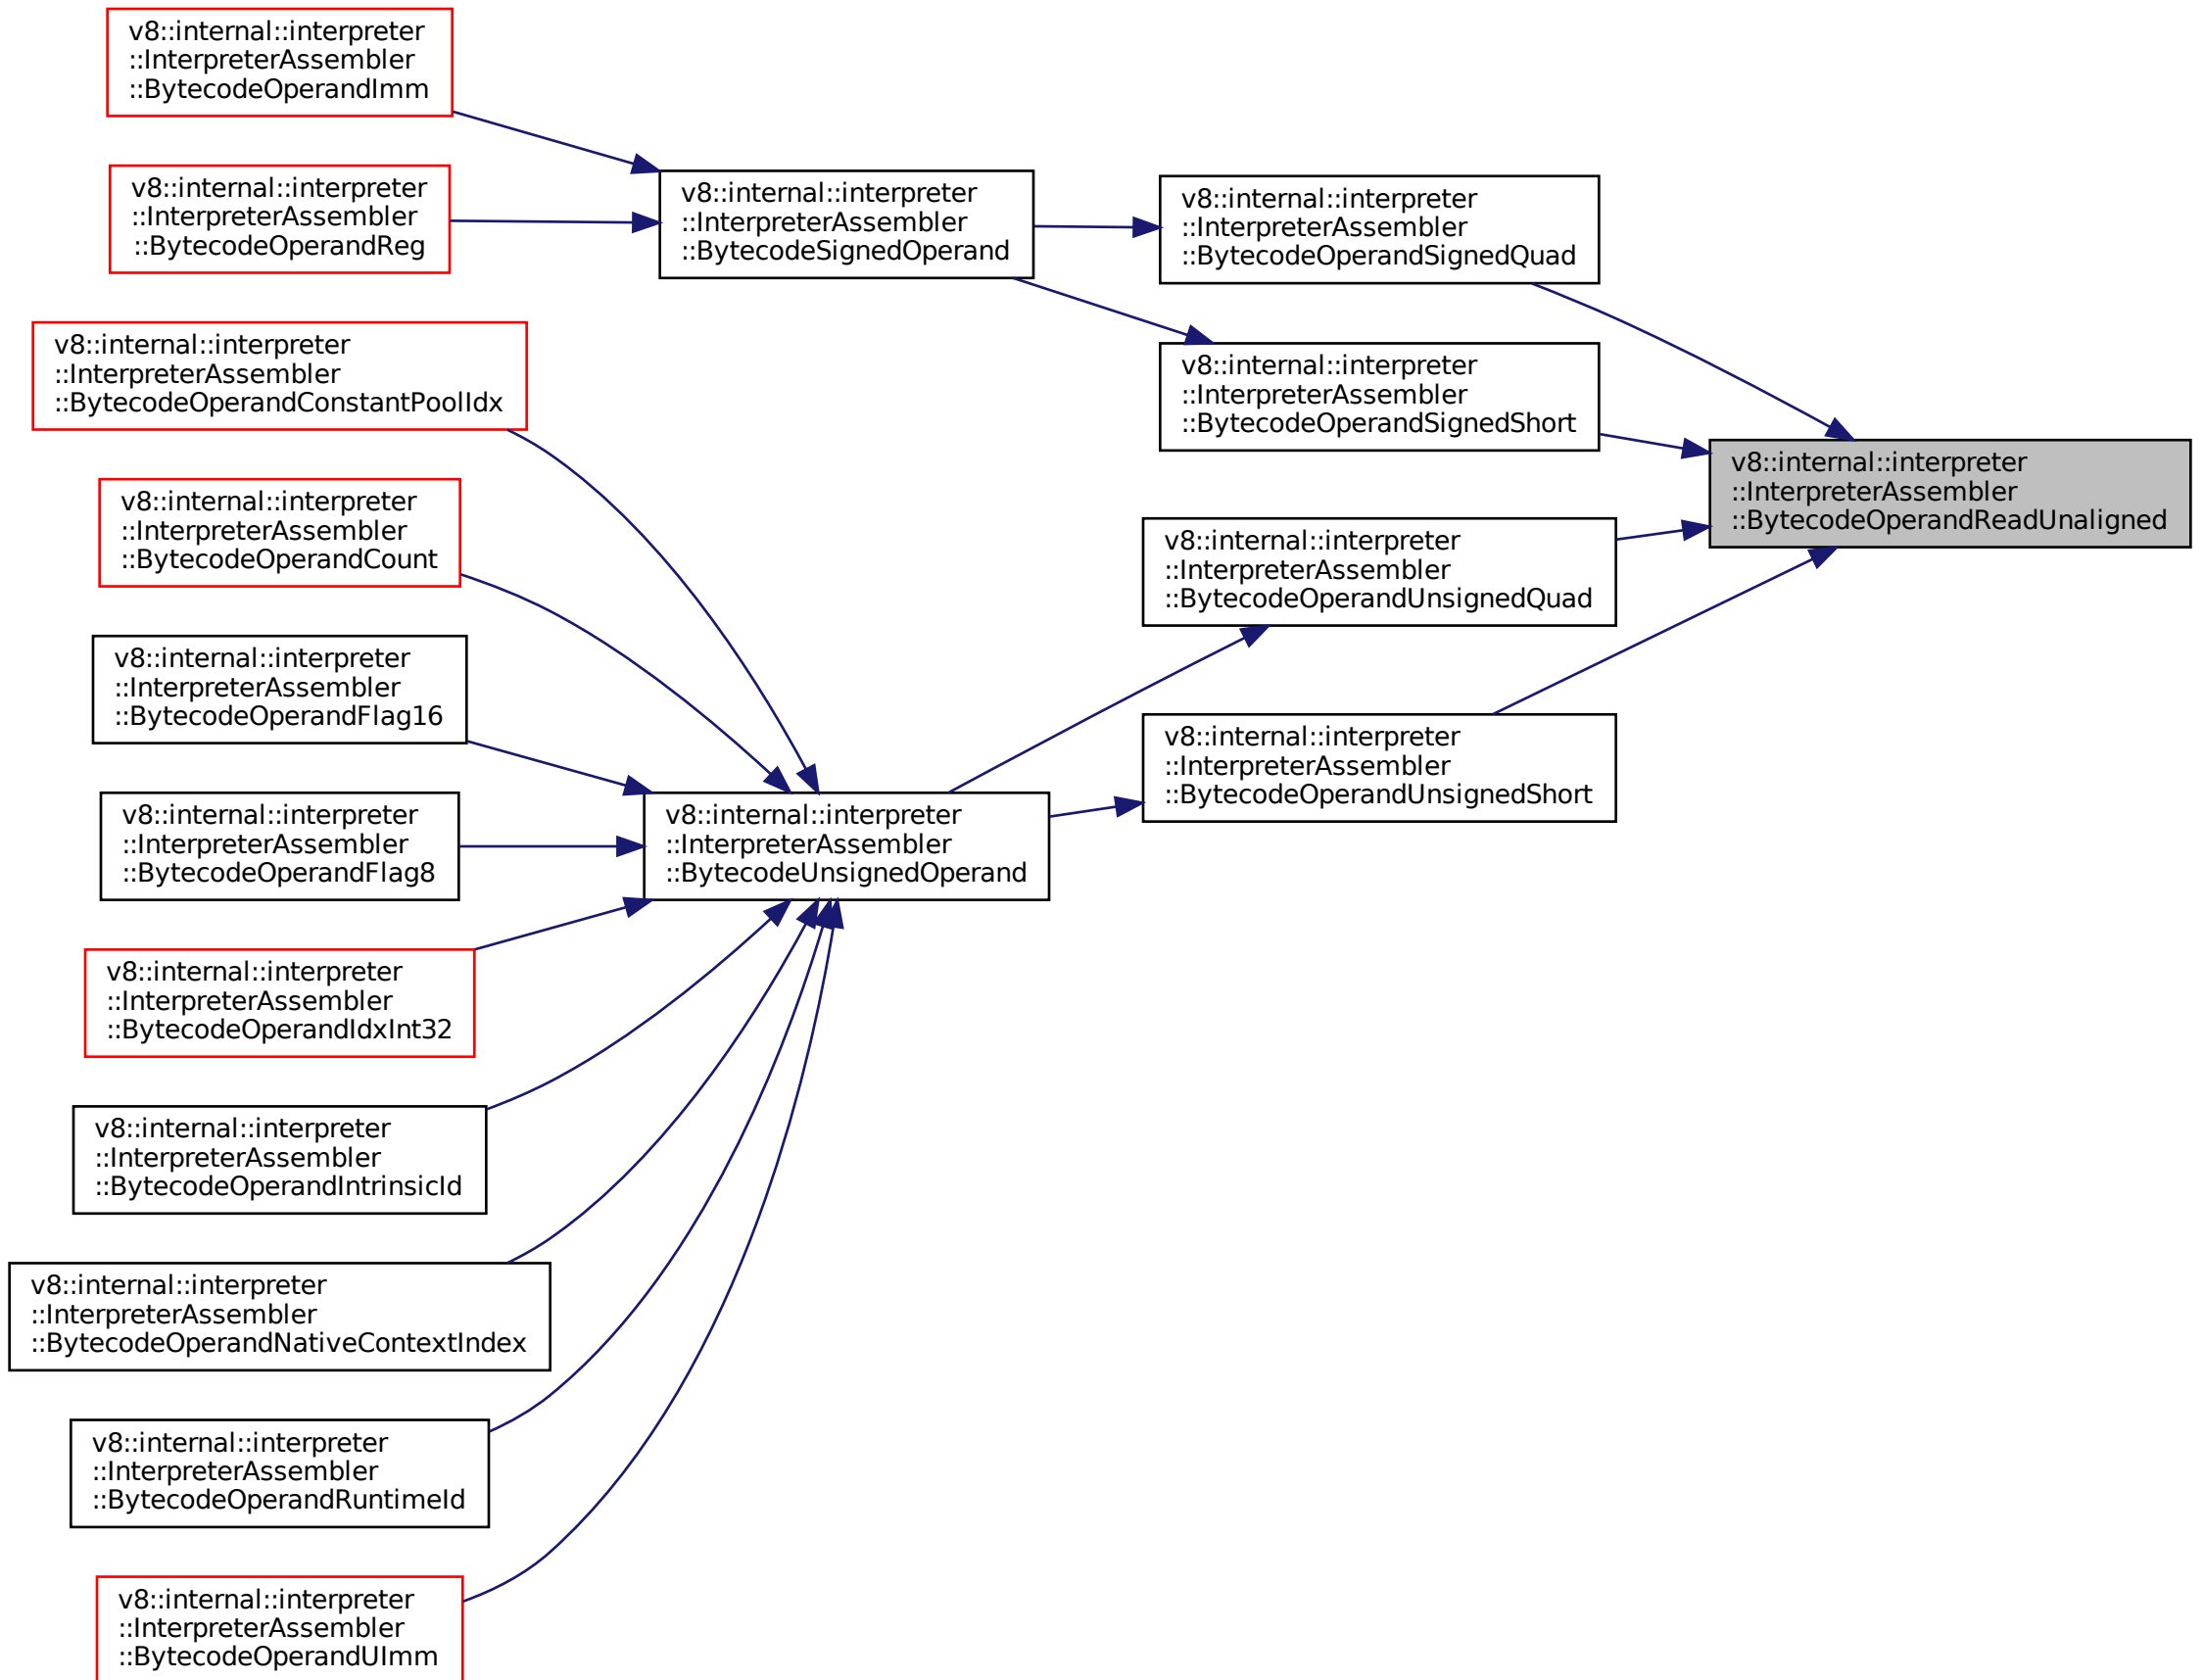 v8::internal::interpreter
::InterpreterAssembler
::BytecodeOperandImm
v8::internal::interpreter
::InterpreterAssembler
::BytecodeOperandReg
v8::internal::interpreter
::InterpreterAssembler
::BytecodeOperandConstantPoolIdx
v8::internal::interpreter
::InterpreterAssembler
::BytecodeOperandCount
v8::internal::interpreter
::InterpreterAssembler
::BytecodeOperandFlag16
v8::internal::interpreter
::InterpreterAssembler
::BytecodeOperandFlag8
v8::internal::interpreter
::InterpreterAssembler
::BytecodeOperandIdxInt32
v8::internal::interpreter
::InterpreterAssembler
::BytecodeOperandIntrinsicId
v8::internal::interpreter
::InterpreterAssembler
::BytecodeOperandNativeContextIndex
v8::internal::interpreter
::InterpreterAssembler
::BytecodeOperandRuntimeId
v8::internal::interpreter
::InterpreterAssembler
::BytecodeOperandUImm
v8::internal::interpreter
::InterpreterAssembler
::BytecodeSignedOperand
v8::internal::interpreter
::InterpreterAssembler
::BytecodeUnsignedOperand
v8::internal::interpreter
::InterpreterAssembler
::BytecodeOperandSignedQuad
v8::internal::interpreter
::InterpreterAssembler
::BytecodeOperandSignedShort
v8::internal::interpreter
::InterpreterAssembler
::BytecodeOperandUnsignedQuad
v8::internal::interpreter
::InterpreterAssembler
::BytecodeOperandUnsignedShort
v8::internal::interpreter
::InterpreterAssembler
::BytecodeOperandReadUnaligned